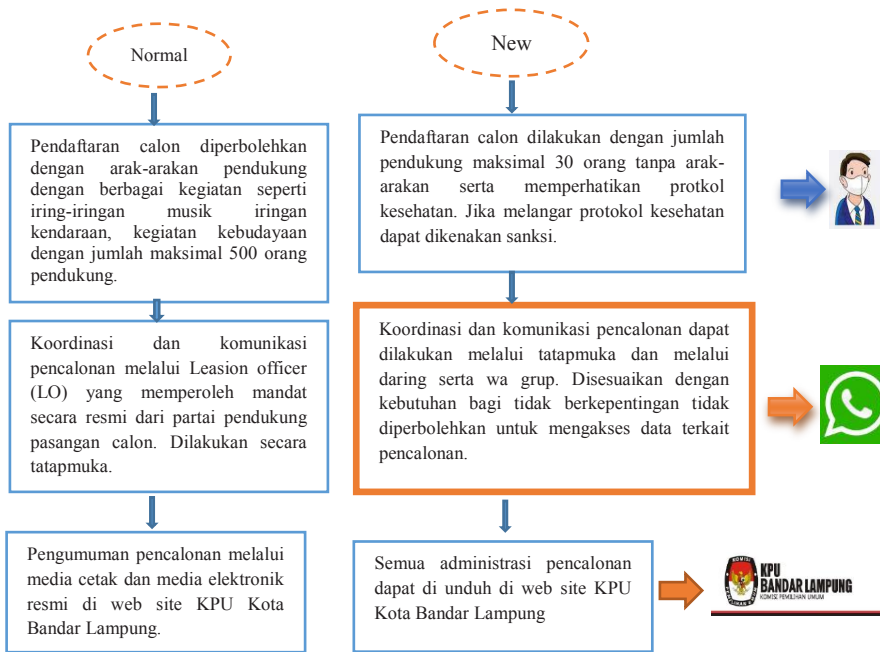 Normal
Pendaftaran calon diperbolehkan
dengan arak-arakan pendukung
dengan berbagai kegiatan seperti
iring-iringan musik iringan
kendaraan, kegiatan kebudayaan
dengan jumlah maksimal 500 orang
pendukung.
Koordinasi dan komunikasi
pencalonan melalui Leasion officer
(LO) yang memperoleh mandat
secara resmi dari partai pendukung
pasangan calon. Dilakukan secara
tatapmuka.
Pengumuman pencalonan melalui
media cetak dan media elektronik
resmi di web site KPU Kota
Bandar Lampung.
New
Pendaftaran calon dilakukan dengan jumlah
pendukung maksimal 30 orang tanpa arak-
arakan serta memperhatikan protkol
kesehatan. Jika melangar protokol kesehatan
dapat dikenakan sanksi.
Koordinasi dan komunikasi pencalonan dapat
dilakukan melalui tatapmuka dan melalui
daring serta wa grup. Disesuaikan dengan
kebutuhan bagi tidak berkepentingan tidak
diperbolehkan untuk mengakses data terkait
pencalonan.
Semua administrasi pencalonan
dapat di unduh di web site KPU
Kota Bandar Lampung
KPU
BANDAR LAMPUNG
KOMISI PEMILIHAN UMUM